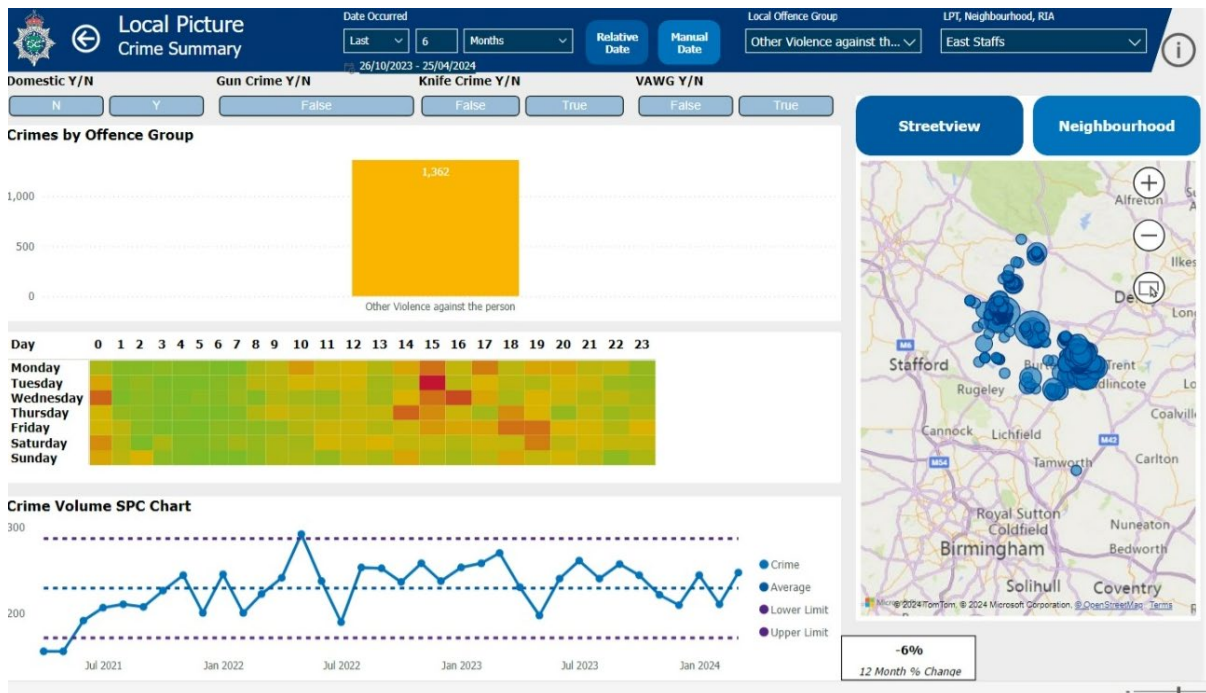 Local Picture
Crime Summary
Date Occurred
Last 6 Months
26/10/2023 - 25/04/2024
Relative Date
Manual Date
Local Offence Group
Other Violence against th...
LPT, Neighbourhood, RIA
East Staffs
i
Domestic Y/N Gun Crime Y/N Knife Crime Y/N VAWG Y/N
N Y False False True False True
Crimes by Offence Group
1,362
1,000
500
0
Other Violence against the person
Day 0 1 2 3 4 5 6 7 8 9 10 11 12 13 14 15 16 17 18 19 20 21 22 23
Monday
Tuesday
Wednesday
Thursday
Friday
Saturday
Sunday
Crime Volume SPC Chart
300
200
Jul 2021 Jan 2022 Jul 2022 Jan 2023 Jul 2023 Jan 2024
Crime
Average
Lower Limit
Upper Limit
Streetview Neighbourhood
Alfreton
Ilkes
De
Lon
M6
Stafford
Burt Trent
Rugeley
dlincote
Lo
Coalvill
Cannock Lichfield
M42
M54
Tamworth
Carlton
Royal Sutton
Coldfield
Nuneaton
Birmingham
Bedworth
Solihull Coventry
© 2024 TomTom, © 2024 Microsoft Corporation, © OpenStreetMap Terms
-6%
12 Month % Change